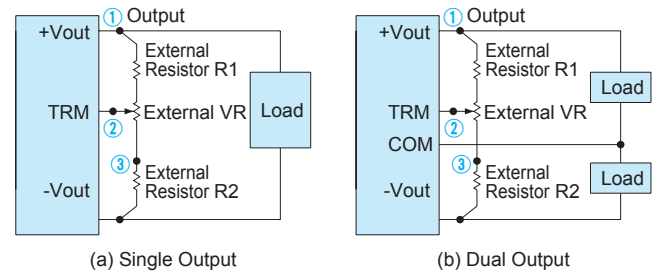 ① Output
+Vout
External
Resistor R1
TRM
External VR
②
Load
③
External
Resistor R2
-Vout
(a) Single Output
① Output
+Vout
External
Resistor R1
Load
TRM
External VR
②
COM
③
External
Resistor R2
Load
-Vout
(b) Dual Output